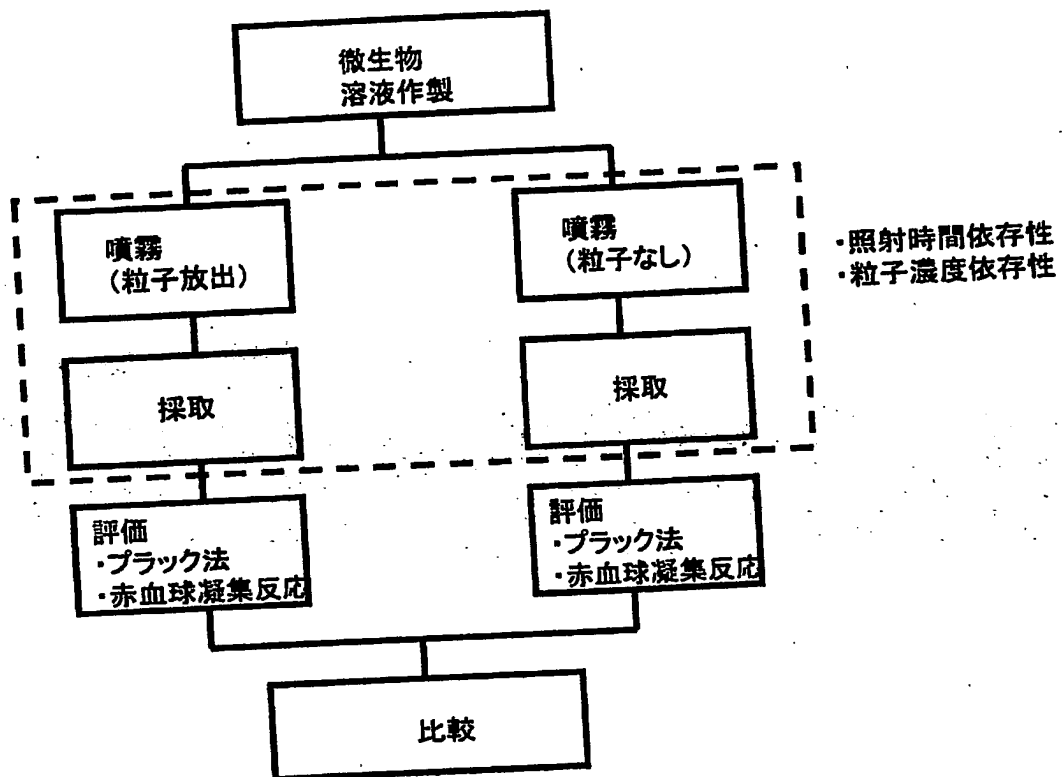 微生物
溶液作製
噴霧
(粒子放出)
噴霧
(粒子なし)
・照射時間依存性
・粒子濃度依存性
採取
採取
評価
・プラック法
・赤血球凝集反応
評価
・プラック法
・赤血球凝集反応
比較